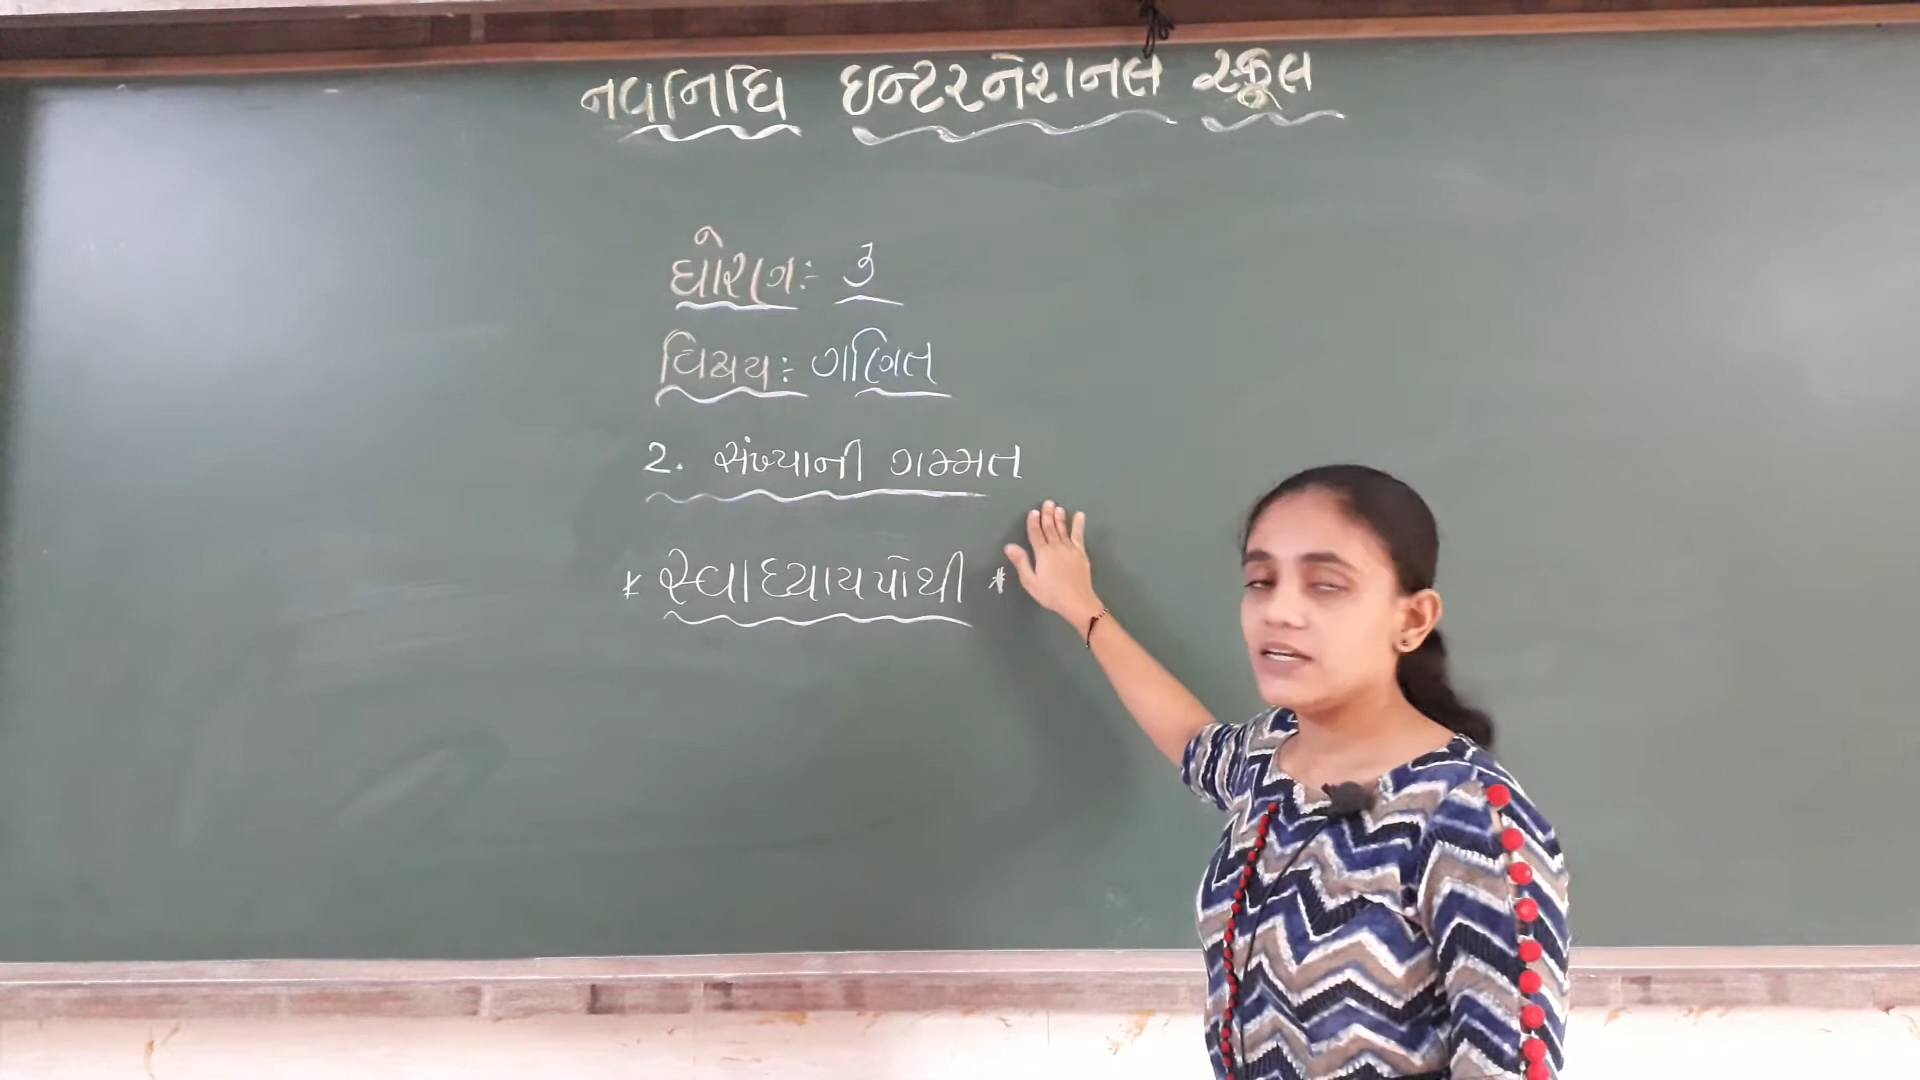 નવનિધિ ઇન્ટરનેશનલ સ્કૂલ
ધોરણ:- ૩
વિષય:- ગણિત
2. સંખ્યાની ગમ્મત
* સ્વાધ્યાયપોથી *